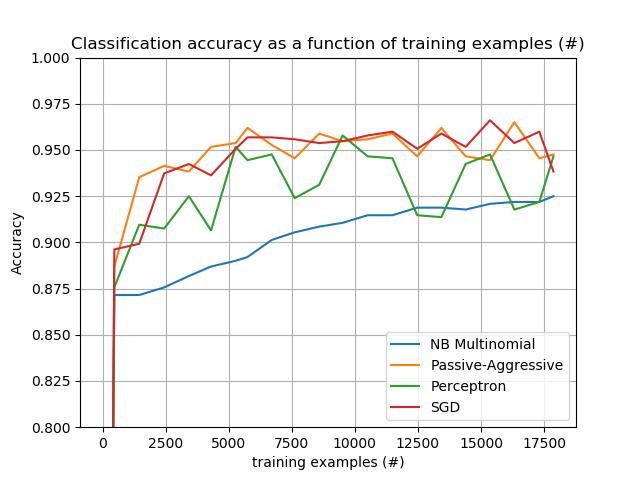 Classification accuracy as a function of training examples (#)
1.000
0.975
0.950
0.925
0.900
0.875
0.850
0.825
0.800
Accuracy
NB Multinomial
Passive-Aggressive
Perceptron
SGD
0 2500 5000 7500 10000 12500 15000 17500
training examples (#)